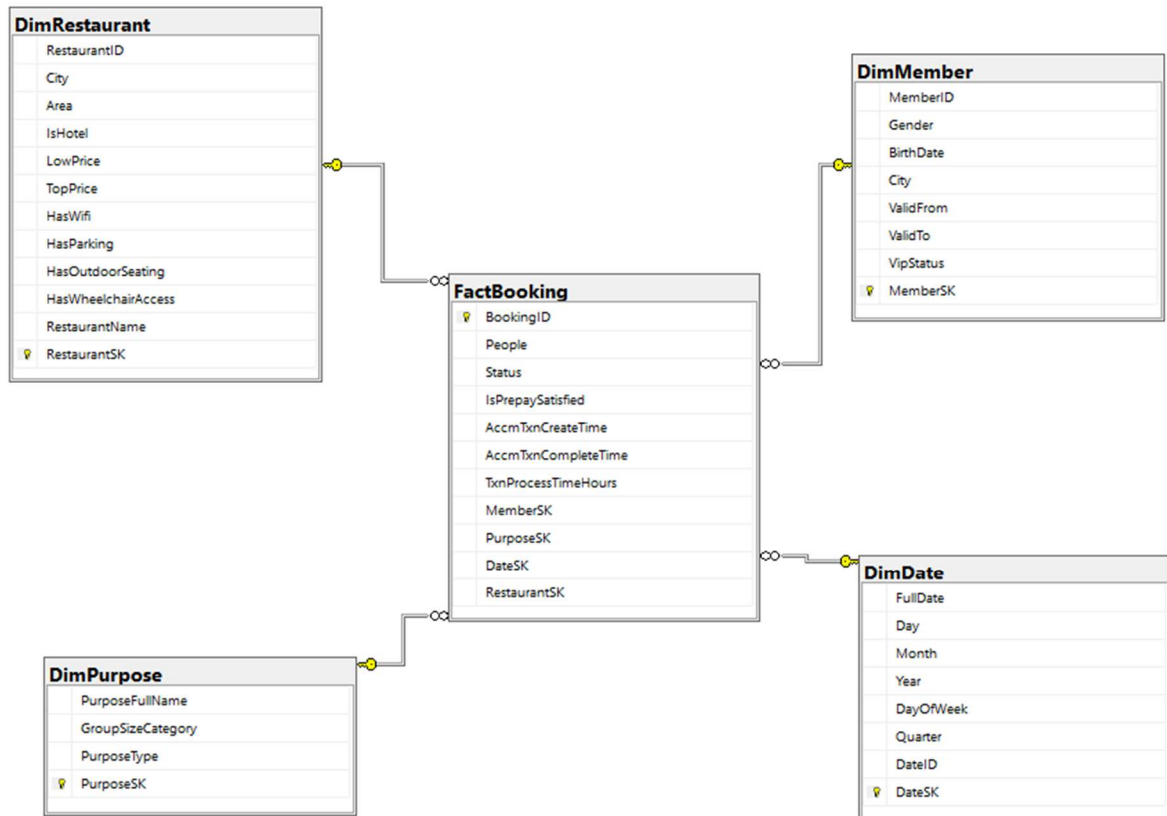 DimRestaurant
RestaurantID
City
Area
IsHotel
LowPrice
TopPrice
HasWifi
HasParking
HasOutdoorSeating
HasWheelchairAccess
RestaurantName
RestaurantSK
DimMember
MemberID
Gender
BirthDate
City
ValidFrom
ValidTo
VipStatus
MemberSK
FactBooking
BookingID
People
Status
IsPrepaySatisfied
AccmTxnCreateTime
AccmTxnCompleteTime
TxnProcessTimeHours
MemberSK
PurposeSK
DateSK
RestaurantSK
DimPurpose
PurposeFullName
GroupSizeCategory
PurposeType
PurposeSK
DimDate
FullDate
Day
Month
Year
DayOfWeek
Quarter
DateID
DateSK